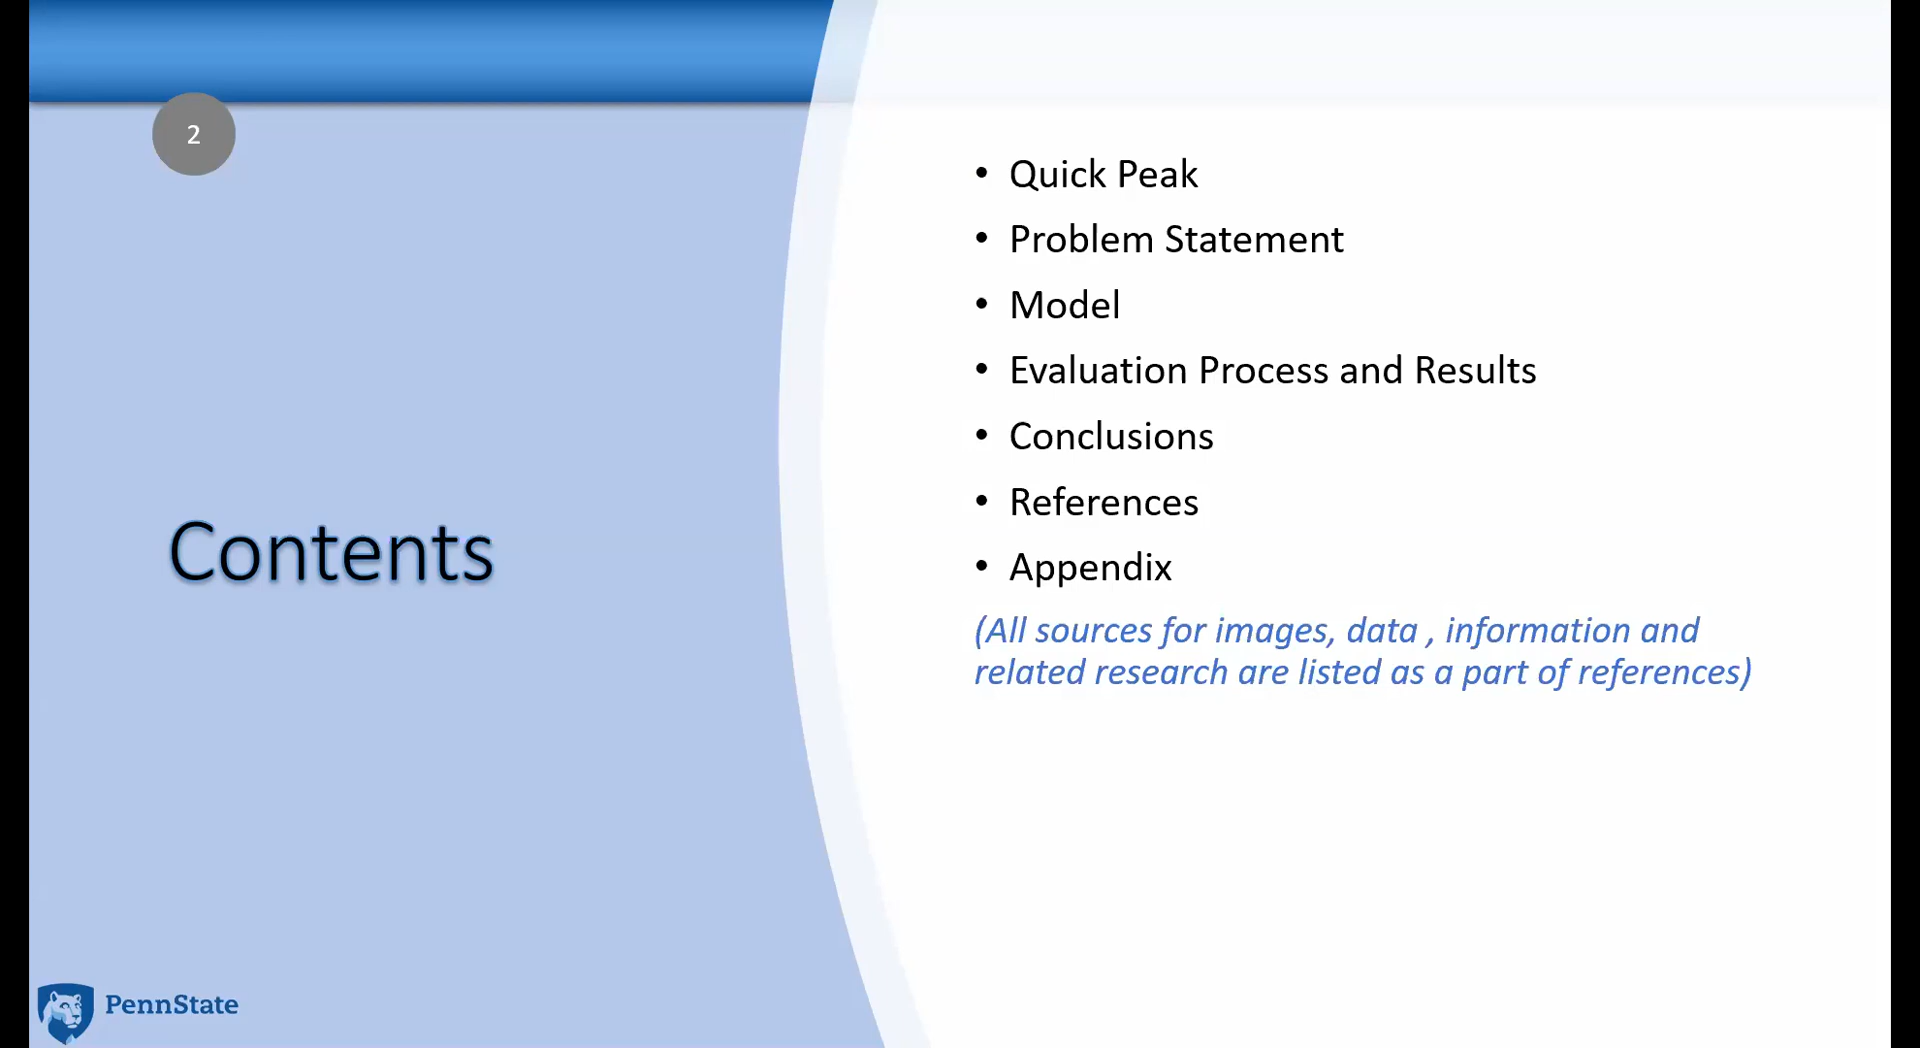 2
Contents
• Quick Peak
• Problem Statement
• Model
• Evaluation Process and Results
• Conclusions
• References
• Appendix
(All sources for images, data , information and
related research are listed as a part of references)
PennState